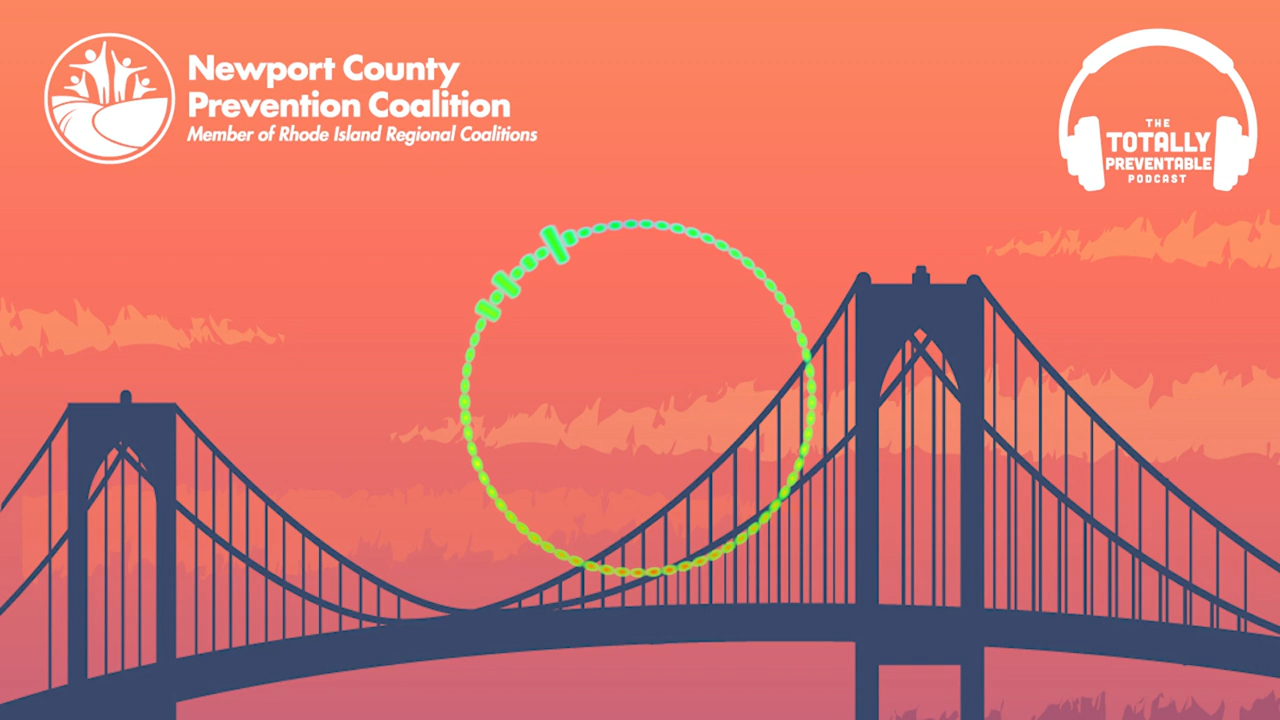 Newport County
Prevention Coalition
Member of Rhode Island Regional Coalitions
THE
TOTALLY
PREVENTABLE
PODCAST